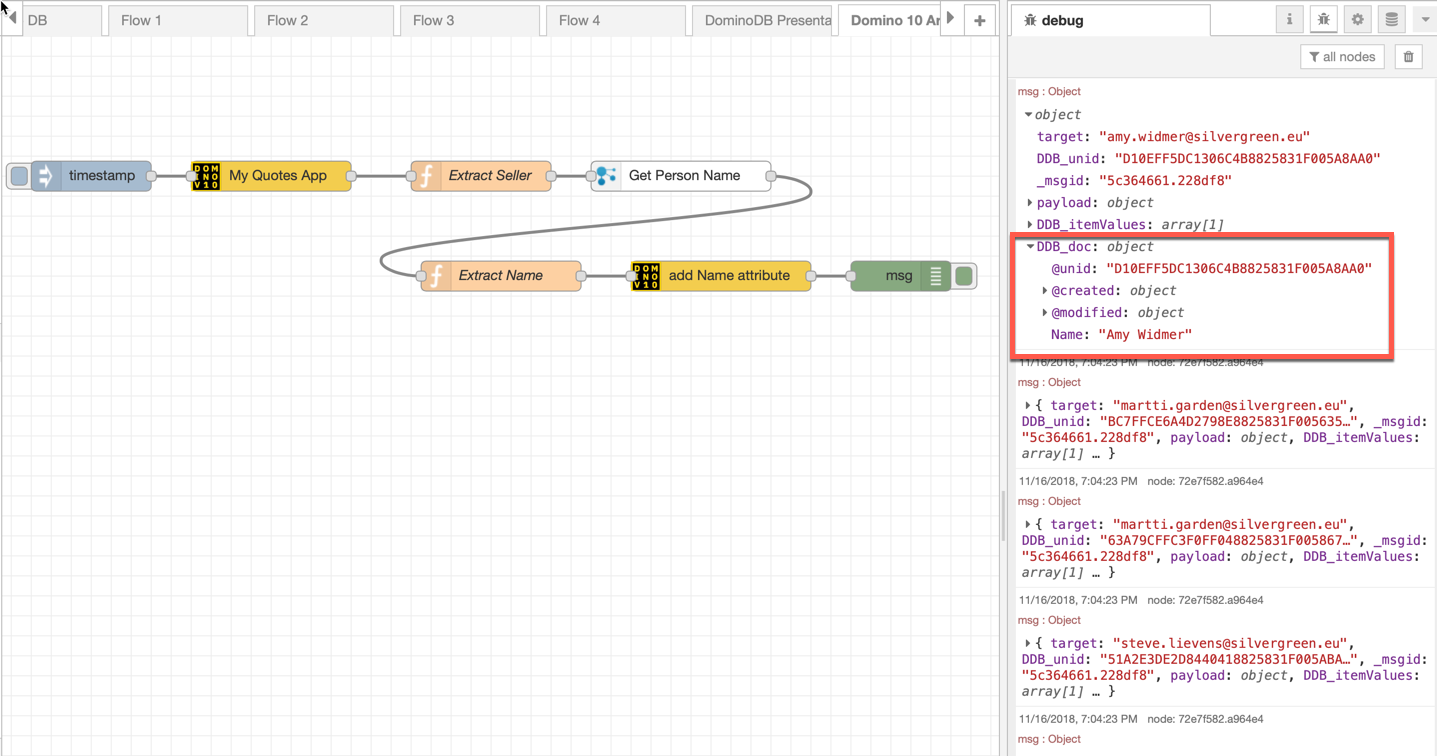 DB
Flow 1
Flow 2
Flow 3
Flow 4
DominoDB Presenta
Domino 10 Ar
+
timestamp
DOM
INO
V10
My Quotes App
f
Extract Seller
Get Person Name
f
Extract Name
DOM
INO
V10
add Name attribute
msg
debug
i
all nodes
msg : Object
object
target: "amy.widmer@silvergreen.eu"
DDB_unid: "D10EFF5DC1306C4B8825831F005A8AA0"
_msgid: "5c364661.228df8"
payload: object
DDB_itemValues: array[1]
DDB_doc: object
@unid: "D10EFF5DC1306C4B8825831F005A8AA0"
@created: object
@modified: object
Name: "Amy Widmer"
11/16/2018, 7:04:23 PM node: 72e7f582.a964e4
msg : Object
{ target: "martti.garden@silvergreen.eu",
DDB_unid: "BC7FFCE6A4D2798E8825831F005635…", _msgid:
"5c364661.228df8", payload: object, DDB_itemValues:
array[1] … }
11/16/2018, 7:04:23 PM node: 72e7f582.a964e4
msg : Object
{ target: "martti.garden@silvergreen.eu",
DDB_unid: "63A79CFFC3F0FF048825831F005867…", _msgid:
"5c364661.228df8", payload: object, DDB_itemValues:
array[1] … }
11/16/2018, 7:04:23 PM node: 72e7f582.a964e4
msg : Object
{ target: "steve.lievens@silvergreen.eu",
DDB_unid: "51A2E3DE2D8440418825831F005ABA…", _msgid:
"5c364661.228df8", payload: object, DDB_itemValues:
array[1] … }
11/16/2018, 7:04:23 PM node: 72e7f582.a964e4
msg : Object